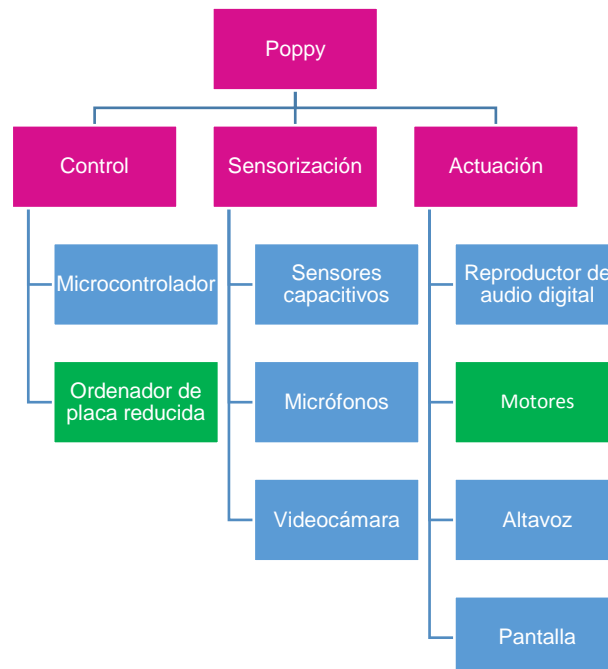 Poppy
Control
Sensorización
Actuación
Microcontrolador
Ordenador de
placa reducida
Sensores
capacitivos
Micrófonos
Videocámara
Reproductor de
audio digital
Motores
Altavoz
Pantalla